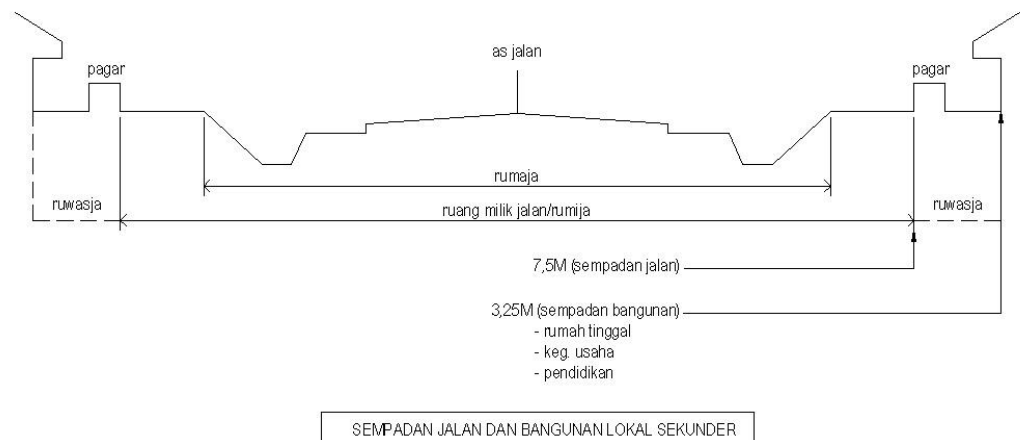 as jalan
pagar
pagar
rumaja
ruwasja
ruang milik jalan/rumija
ruwasja
7,5M (sempadan jalan)
3,25M (sempadan bangunan)
- rumah tinggal
- keg. usaha
- pendidikan
SEMPADAN JALAN DAN BANGUNAN LOKAL SEKUNDER